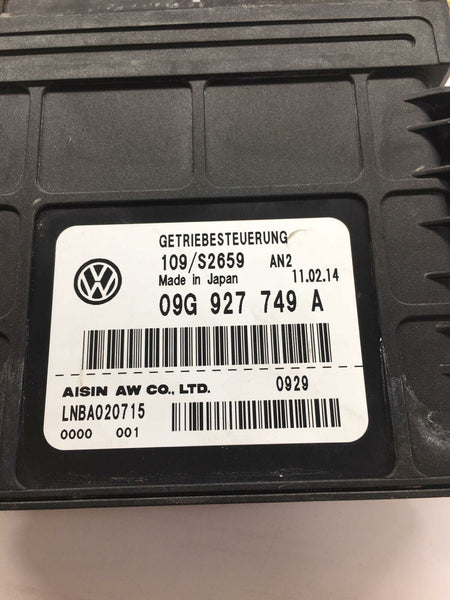 GETRIEBESTEUERUNG
109/S2659 AN2
Made in Japan 11.02.14
09G 927 749 A
AISIN AW CO., LTD. 0929
LNBA020715
0000 001